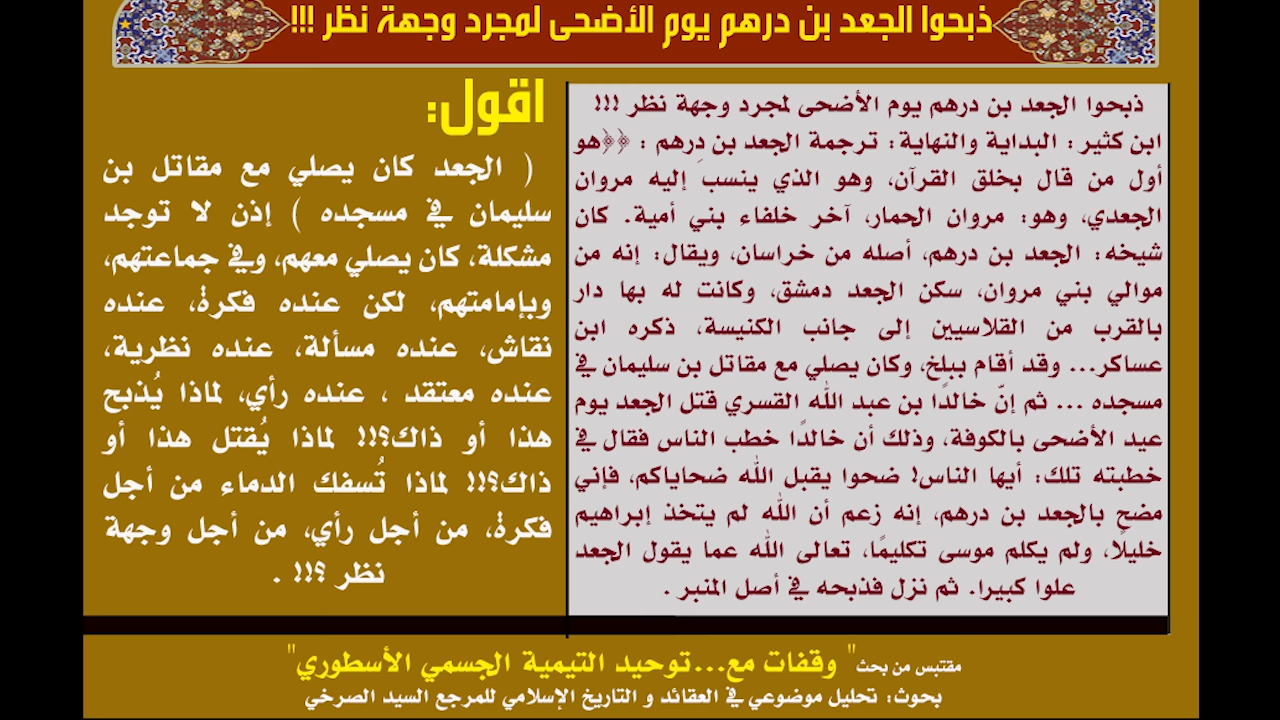 ذبحوا الجعد بن درهم يوم الأضحى لمجرد وجهة نظر !!!
ذبحوا الجعد بن درهم يوم الأضحى لمجرد وجهة نظر !!!
ابن كثير: البداية والنهاية: ترجمة الجعد بن دِرهم : ﴿﴿هو
أول من قال بخلق القرآن، وهو الذي ينسب إليه مروان
الجعدي، وهو: مروان الحمار، آخر خلفاء بني أمية. كان
شيخه: الجعد بن درهم، أصله من خراسان، ويقال: إنه من
موالي بني مروان، سكن الجعد دمشق، وكانت له بها دار
بالقرب من القلاسيين إلى جانب الكنيسة، ذكره ابن
عساكر... وقد أقام ببلخ، وكان يصلي مع مقاتل بن سليمان في
مسجده ... ثم إنّ خالدًا بن عبد الله القسري قتل الجعد يوم
عيد الأضحى بالكوفة، وذلك أن خالدًا خطب الناس فقال في
خطبته تلك: أيها الناس! ضحوا يقبل الله ضحاياكم، فإني
مضحٍ بالجعد بن درهم، إنه زعم أن الله لم يتخذ إبراهيم
خليلًا، ولم يكلم موسى تكليمًا، تعالى الله عما يقول الجعد
علوا كبيرا. ثم نزل فذبحه في أصل المنبر .
اقول:
( الجعد كان يصلي مع مقاتل بن
سليمان في مسجده ) إذن لا توجد
مشكلة، كان يصلي معهم، وفي جماعتهم،
وبإمامتهم، لكن عنده فكرة، عنده
نقاش، عنده مسألة، عنده نظرية،
عنده معتقد ، عنده رأي، لماذا يُذبح
هذا أو ذاك؟!! لماذا يُقتل هذا أو
ذاك؟!! لماذا تُسفك الدماء من أجل
فكرة، من أجل رأي، من أجل وجهة
نظر ؟!! .
مقتبس من بحث" وقفات مع...توحيد التيمية الجسمي الأسطوري"
بحوث: تحليل موضوعي في العقائد و التاريخ الإسلامي للمرجع السيد الصرخي